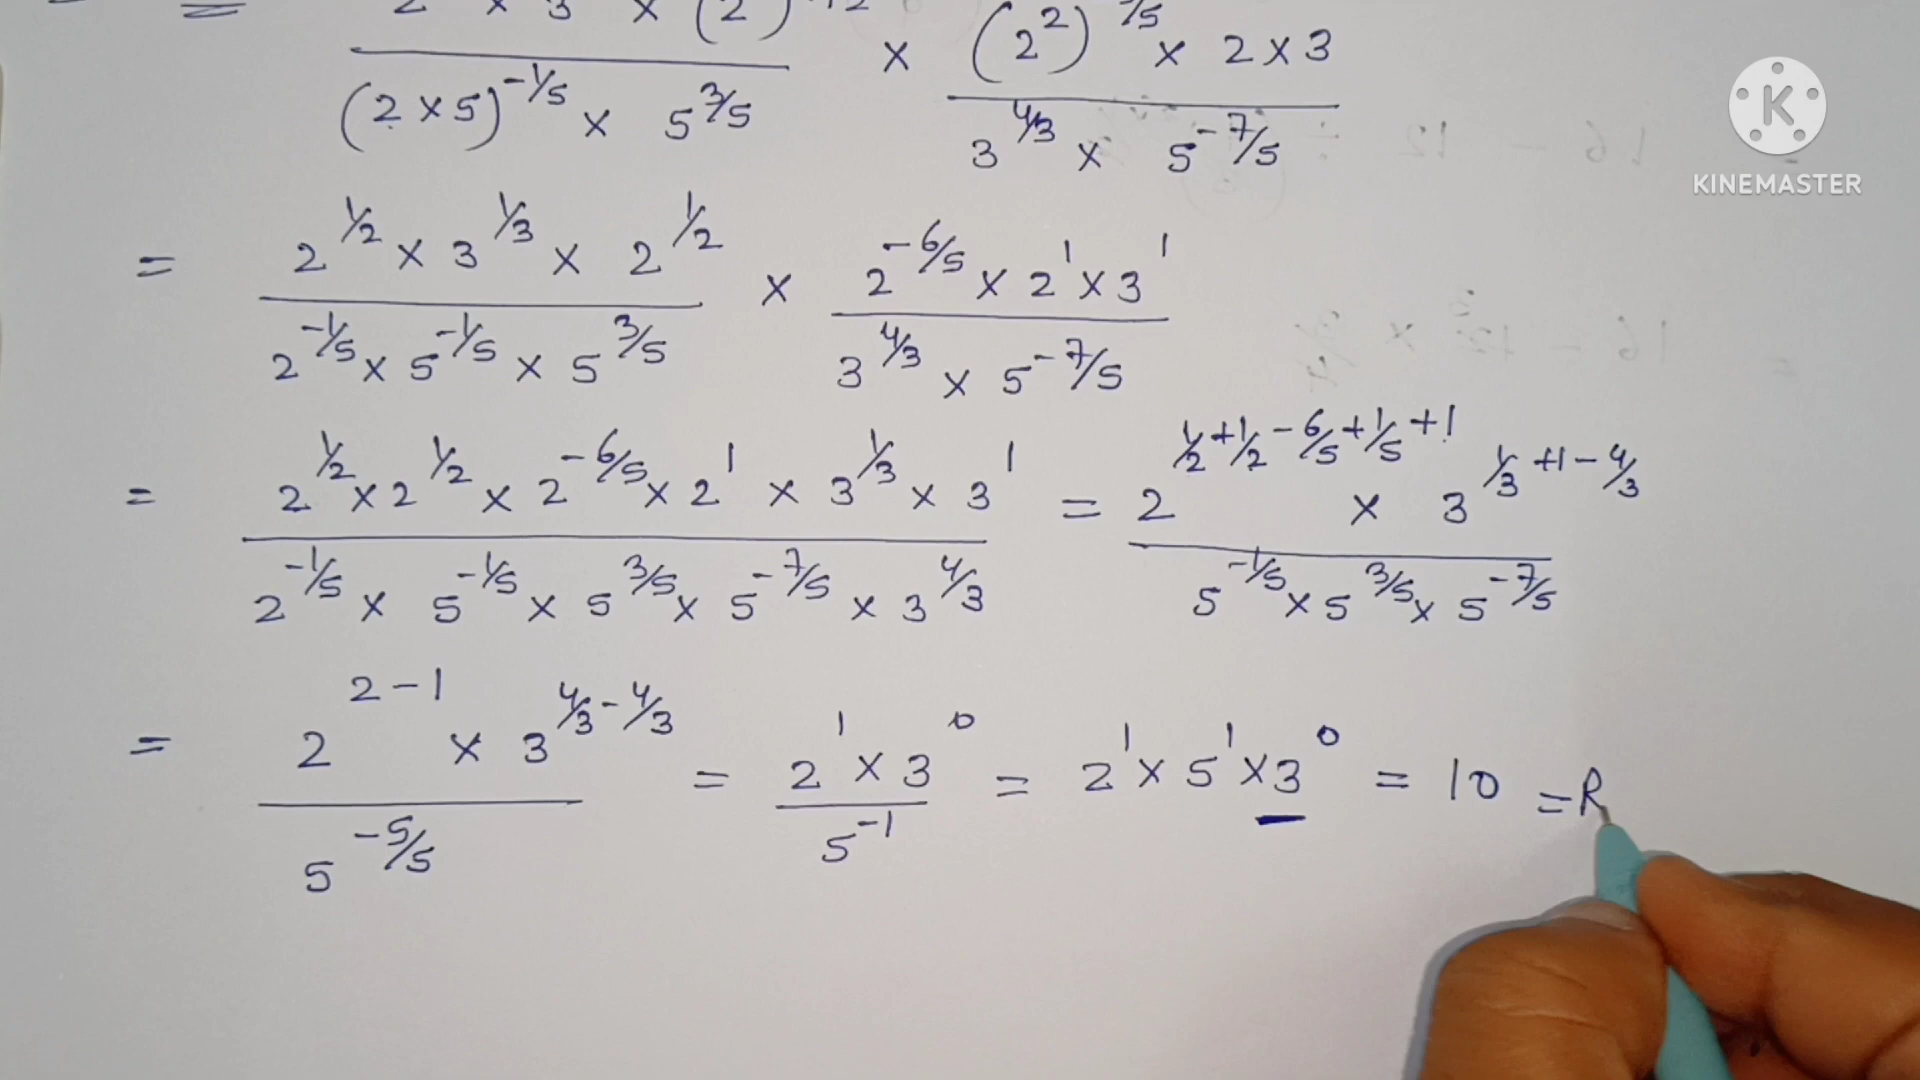 (2 × 5)^{-1/5} × 5^{3/5} × (2²) × 2 × 3 / 3^{4/3} × 5^{-7/5}
= 2^{1/2} × 3^{1/3} × 2^{1/2} / 2^{-1/5} × 5^{-1/5} × 5^{3/5} × 2^{-6/5} × 2^1 × 3^1 / 3^{4/3} × 5^{-7/5}
= 2^{1/2} × 2^{1/2} × 2^{-6/5} × 2^1 × 3^{1/3} × 3^1 / 2^{-1/5} × 5^{-1/5} × 5^{3/5} × 5^{-7/5} × 3^{4/3} = 2^{1/2+1/2-6/5+1/5+1} × 3^{1/3+1-4/3} / 5^{-1/5} × 5^{3/5} × 5^{-7/5}
= 2^{2-1} × 3^{4/3-4/3} / 5^{-5/5} = 2^1 × 3^0 / 5^{-1} = 2^1 × 5^1 × 3^0 = 10 = R
KINEMASTER